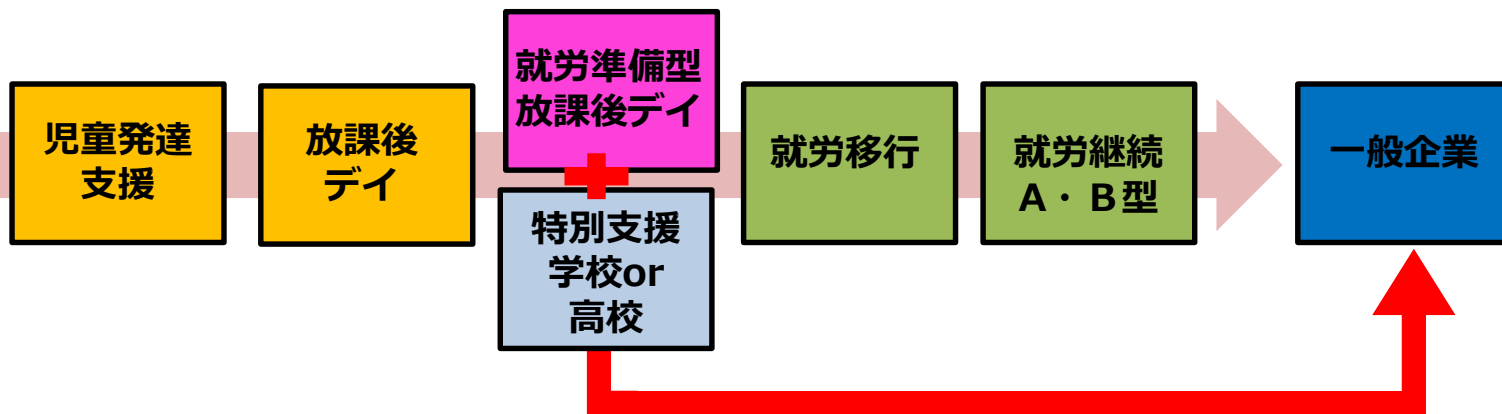 児童発達
支援
放課後
デイ
就労準備型
放課後デイ
特別支援
学校or
高校
就労移行
就労継続
A・B型
一般企業